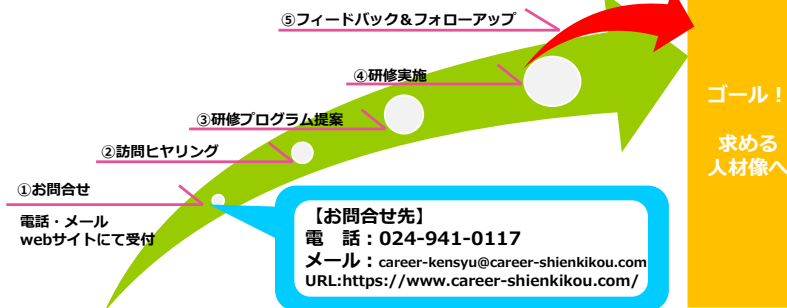 ⑤フィードバック＆フォローアップ
④研修実施
③研修プログラム提案
②訪問ヒヤリング
①お問合せ
電話・メール
webサイトにて受付
【お問合せ先】
電　話：024-941-0117
メール：career-kensyu@career-shienkikou.com
URL:https://www.career-shienkikou.com/
ゴール！
求める
人材像へ